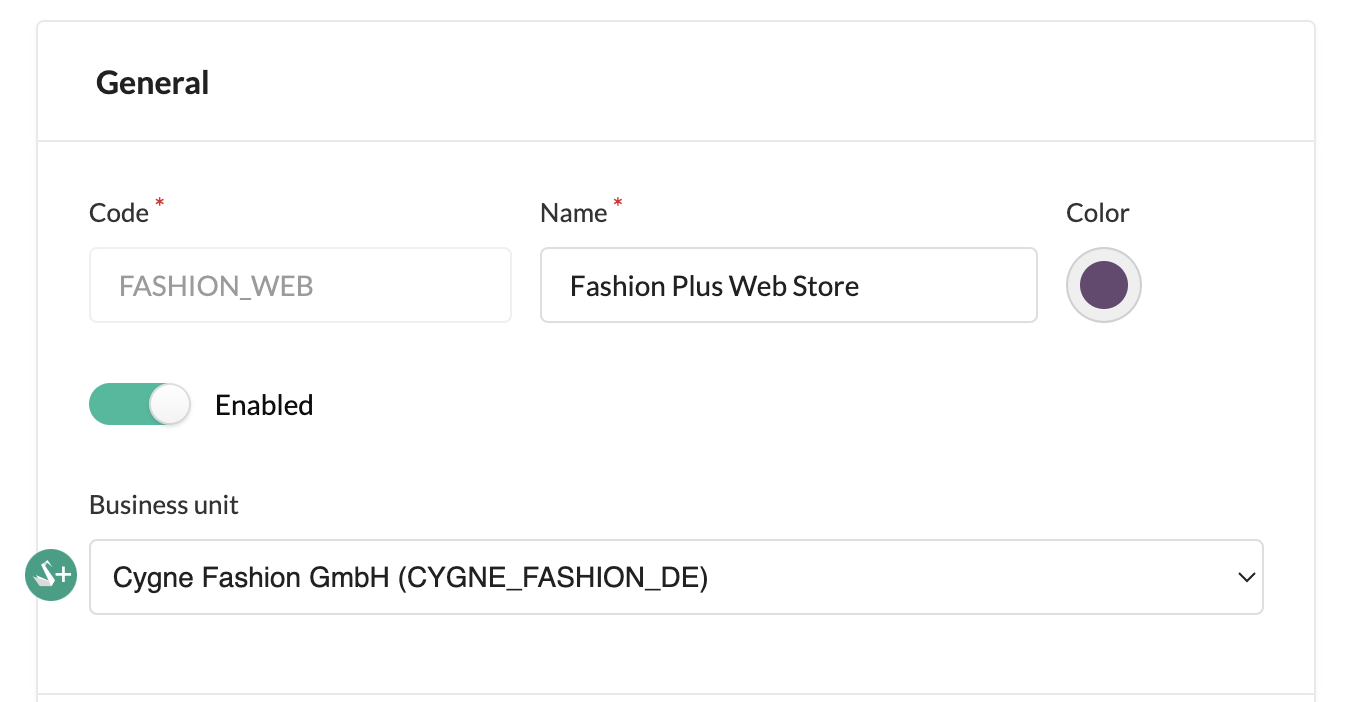 General
Code *
Name *
Color
FASHION_WEB
Fashion Plus Web Store
Enabled
Business unit
+
Cygne Fashion GmbH (CYGNE_FASHION_DE)